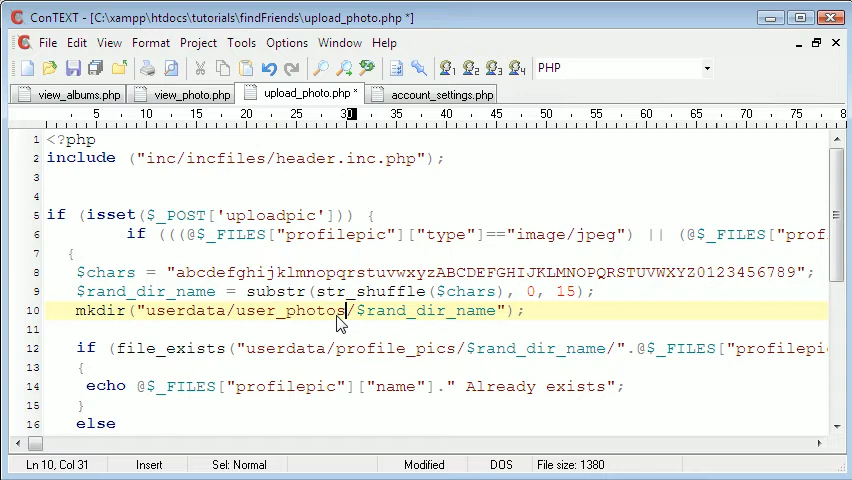 ConTEXT - [C:\xampp\htdocs\tutorials\findFriends\upload_photo.php *]
File Edit View Format Project Tools Options Window Help
1 2 3 4 PHP
view_albums.php view_photo.php upload_photo.php * account_settings.php
5 10 15 20 25 30 35 40 45 50 55 60 65 70 75
1 <?php
2 include ("inc/incfiles/header.inc.php");
3
4
5 if (isset($_POST['uploadpic'])) {
6 if (((@$_FILES["profilepic"]["type"]=="image/jpeg") || (@$_FILES["prof
7 {
8 $chars = "abcdefghijklmnopqrstuvwxyzABCDEFGHIJKLMNOPQRSTUVWXYZ0123456789";
9 $rand_dir_name = substr(str_shuffle($chars), 0, 15);
10 mkdir("userdata/user_photos/$rand_dir_name");
11
12 if (file_exists("userdata/profile_pics/$rand_dir_name/".@$_FILES["profilepi
13 {
14 echo @$_FILES["profilepic"]["name"]." Already exists";
15 }
16 else
Ln 10, Col 31 Insert Sel: Normal Modified DOS File size: 1380